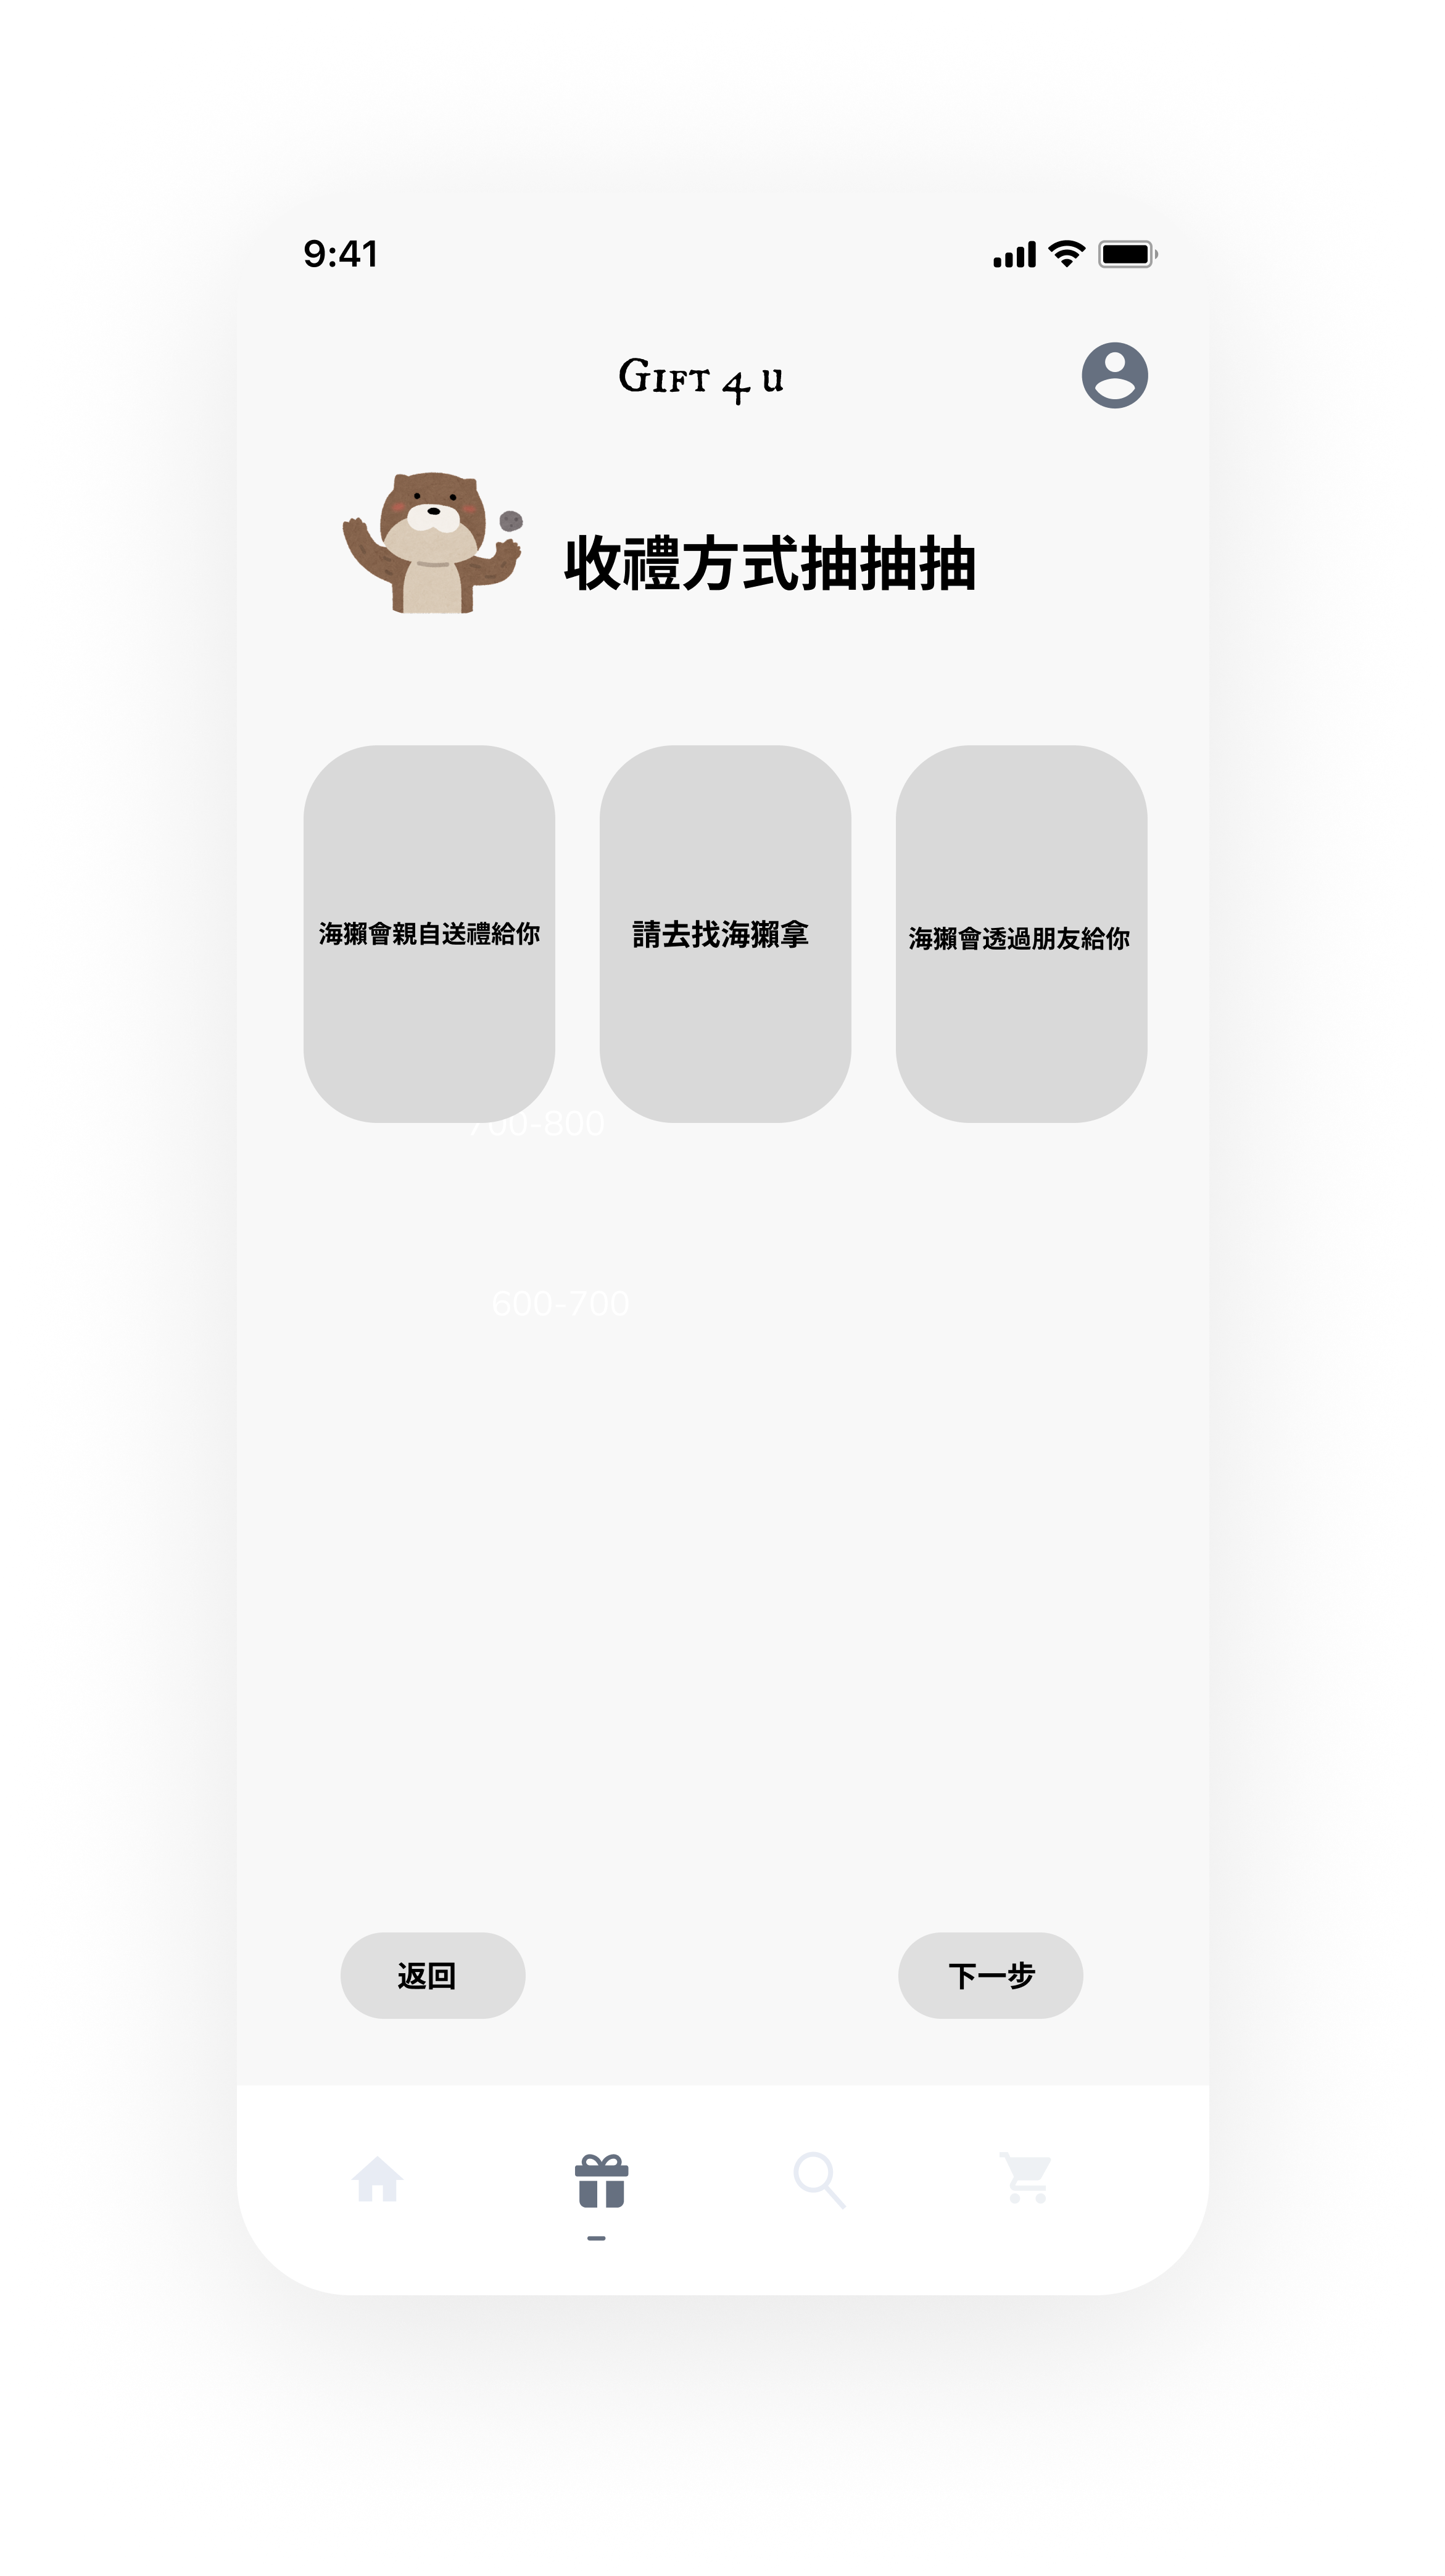 9:41
Gift 4 u
收禮方式抽抽抽
海獺會親自送禮給你
請去找海獺拿
海獺會透過朋友給你
700-800
600-700
返回
下一步